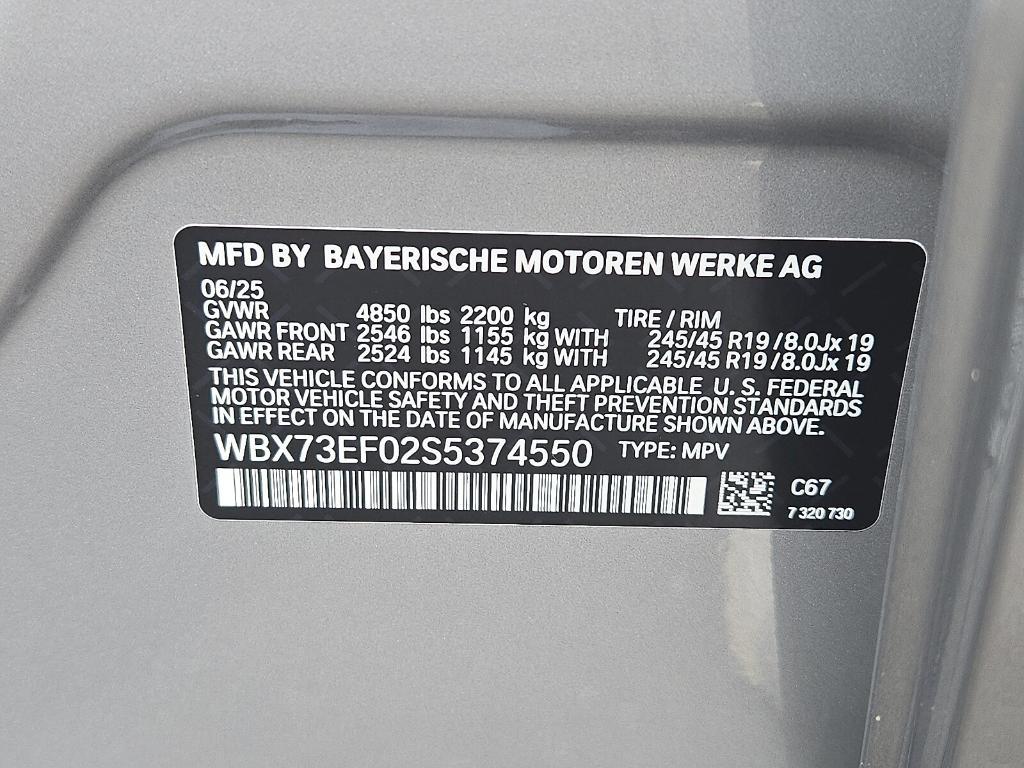 MFD BY BAYERISCHE MOTOREN WERKE AG
06/25
GVWR 4850 lbs 2200 kg TIRE / RIM
GAWR FRONT 2546 lbs 1155 kg WITH 245/45 R19 / 8.0Jx 19
GAWR REAR 2524 lbs 1145 kg WITH 245/45 R19 / 8.0Jx 19
THIS VEHICLE CONFORMS TO ALL APPLICABLE U. S. FEDERAL
MOTOR VEHICLE SAFETY AND THEFT PREVENTION STANDARDS
IN EFFECT ON THE DATE OF MANUFACTURE SHOWN ABOVE.
WBX73EF02S5374550 TYPE: MPV
C67
7 320 730